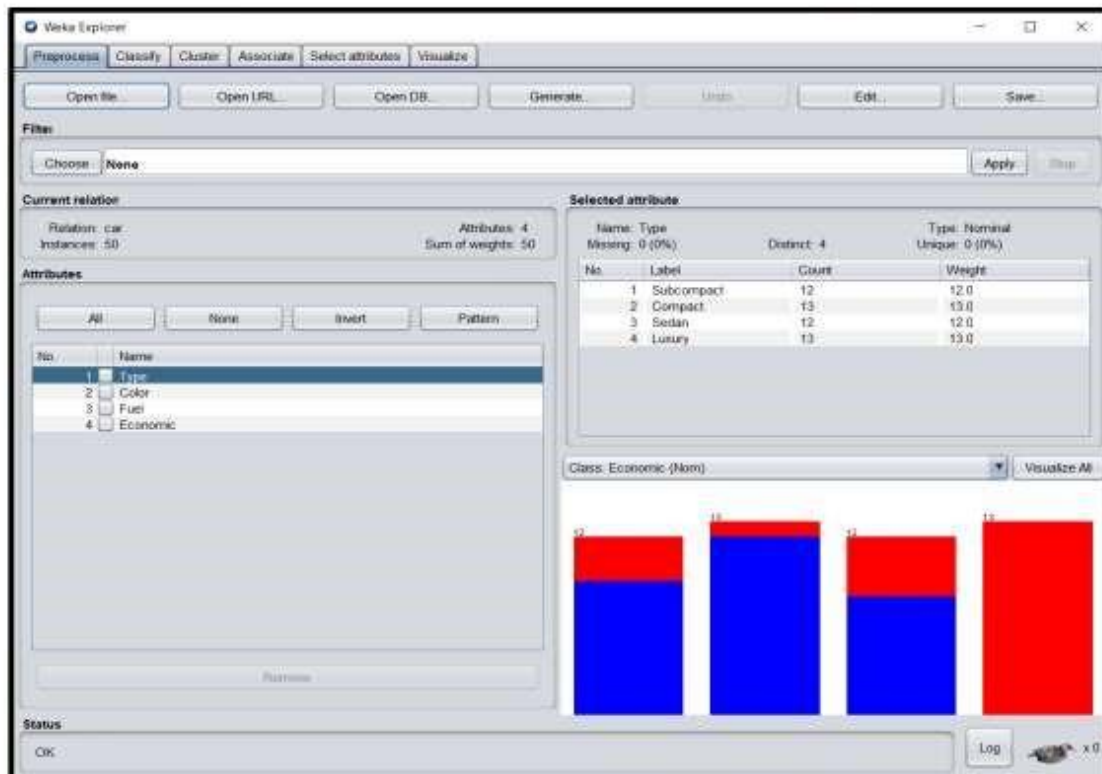 Weka Explorer
Preprocess Classify Cluster Associate Select attributes Visualize
Open file... Open URL... Open DB... Generate... Undo Edit... Save...
Filter
Choose None Apply Stop
Current relation
Relation: car Attributes: 4
Instances: 50 Sum of weights: 50
Attributes
All None Invert Pattern
No. Name
1 Type
2 Color
3 Fuel
4 Economic
Remove
Selected attribute
Name: Type Type: Nominal
Missing: 0 (0%) Distinct: 4 Unique: 0 (0%)
No. Label Count Weight
1 Subcompact 12 12.0
2 Compact 13 13.0
3 Sedan 12 12.0
4 Luxury 13 13.0
Class: Economic (Nom) Visualize All
12 13 12 13
Status
OK Log x 0